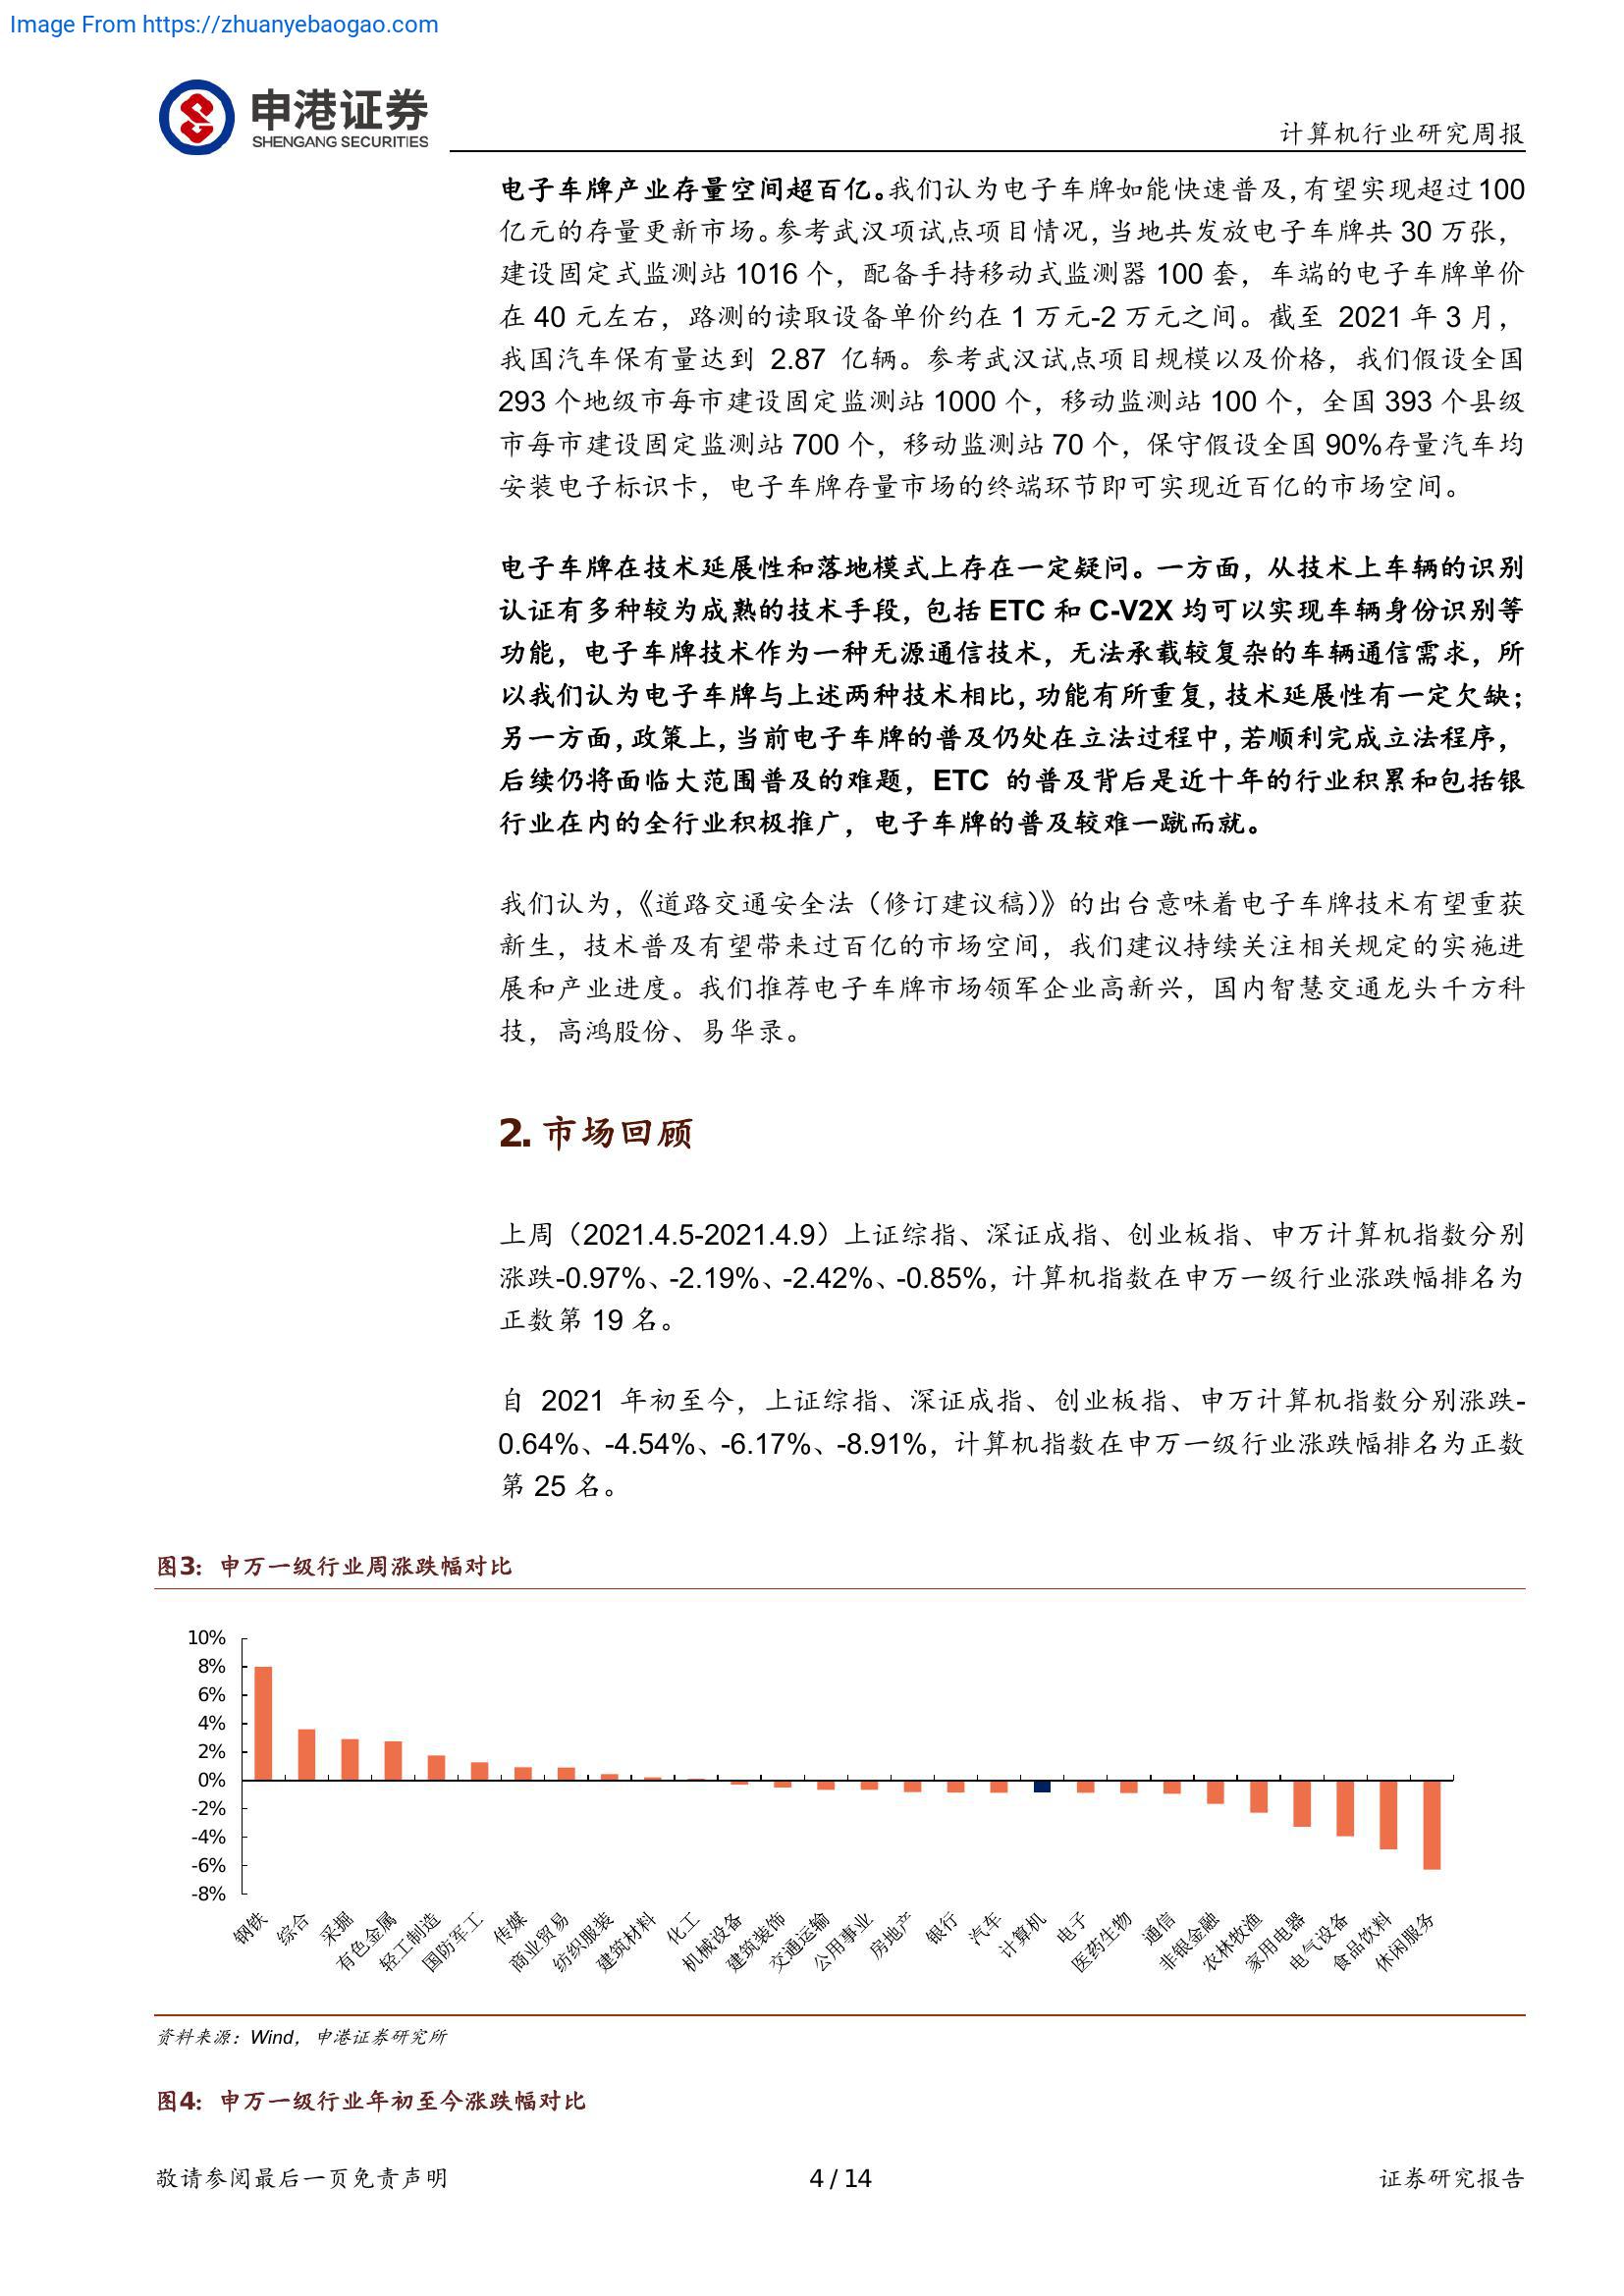 Image From https://zhuanyebaogao.com
申港证券
SHENGANG SECURITIES
计算机行业研究周报
电子车牌产业存量空间超百亿。我们认为电子车牌如能快速普及，有望实现超过100
亿元的存量更新市场。参考武汉项试点项目情况，当地共发放电子车牌共 30 万张，
建设固定式监测站 1016 个，配备手持移动式监测器 100 套，车端的电子车牌单价
在 40 元左右，路测的读取设备单价约在 1 万元-2 万元之间。截至 2021 年 3 月，
我国汽车保有量达到 2.87 亿辆。参考武汉试点项目规模以及价格，我们假设全国
293 个地级市每市建设固定监测站 1000 个，移动监测站 100 个，全国 393 个县级
市每市建设固定监测站 700 个，移动监测站 70 个，保守假设全国 90%存量汽车均
安装电子标识卡，电子车牌存量市场的终端环节即可实现近百亿的市场空间。
电子车牌在技术延展性和落地模式上存在一定疑问。一方面，从技术上车辆的识别
认证有多种较为成熟的技术手段，包括 ETC 和 C-V2X 均可以实现车辆身份识别等
功能，电子车牌技术作为一种无源通信技术，无法承载较复杂的车辆通信需求，所
以我们认为电子车牌与上述两种技术相比，功能有所重复，技术延展性有一定欠缺；
另一方面，政策上，当前电子车牌的普及仍处在立法过程中，若顺利完成立法程序，
后续仍将面临大范围普及的难题，ETC 的普及背后是近十年的行业积累和包括银
行业在内的全行业积极推广，电子车牌的普及较难一蹴而就。
我们认为，《道路交通安全法（修订建议稿）》的出台意味着电子车牌技术有望重获
新生，技术普及有望带来过百亿的市场空间，我们建议持续关注相关规定的实施进
展和产业进度。我们推荐电子车牌市场领军企业高新兴，国内智慧交通龙头千方科
技，高鸿股份、易华录。
2. 市场回顾
上周（2021.4.5-2021.4.9）上证综指、深证成指、创业板指、申万计算机指数分别
涨跌-0.97%、-2.19%、-2.42%、-0.85%，计算机指数在申万一级行业涨跌幅排名为
正数第 19 名。
自 2021 年初至今，上证综指、深证成指、创业板指、申万计算机指数分别涨跌-
0.64%、-4.54%、-6.17%、-8.91%，计算机指数在申万一级行业涨跌幅排名为正数
第 25 名。
图3：申万一级行业周涨跌幅对比
10%
8%
6%
4%
2%
0%
-2%
-4%
-6%
-8%
钢铁
综合
采掘
有色金属
轻工制造
国防军工
传媒
商业贸易
纺织服装
建筑材料
化工
机械设备
建筑装饰
交通运输
公用事业
房地产
银行
汽车
计算机
电子
医药生物
通信
非银金融
农林牧渔
家用电器
电气设备
食品饮料
休闲服务
资料来源：Wind，申港证券研究所
图4：申万一级行业年初至今涨跌幅对比
敬请参阅最后一页免责声明
4 / 14
证券研究报告